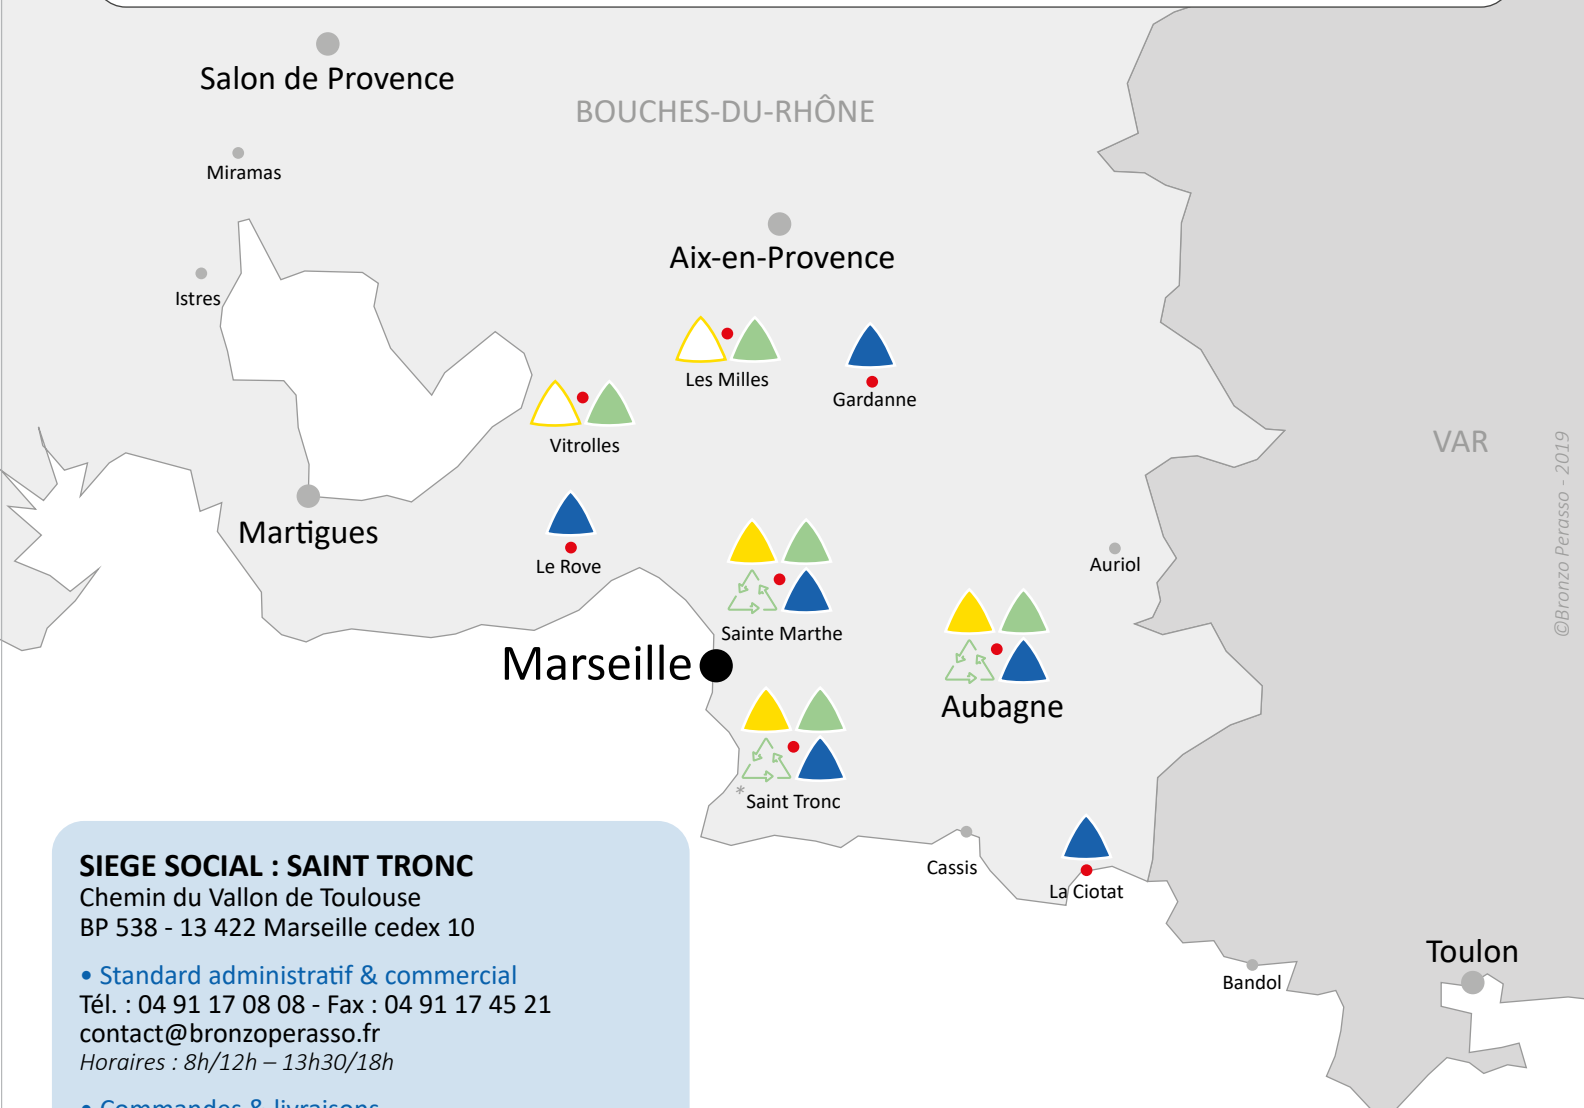 Salon de Provence
BOUCHES-DU-RHÔNE
Miramas
Aix-en-Provence
Istres
Les Milles
Gardanne
Vitrolles
VAR
©Bronzo Perasso - 2019
Martigues
Le Rove
Auriol
Sainte Marthe
Marseille
Aubagne
* Saint Tronc
Cassis
La Ciotat
SIEGE SOCIAL : SAINT TRONC
Chemin du Vallon de Toulouse
BP 538 - 13 422 Marseille cedex 10
Toulon
• Standard administratif & commercial
Bandol
Tél. : 04 91 17 08 08 - Fax : 04 91 17 45 21
contact@bronzoperasso.fr
Horaires : 8h/12h – 13h30/18h
• Commandes & livraisons